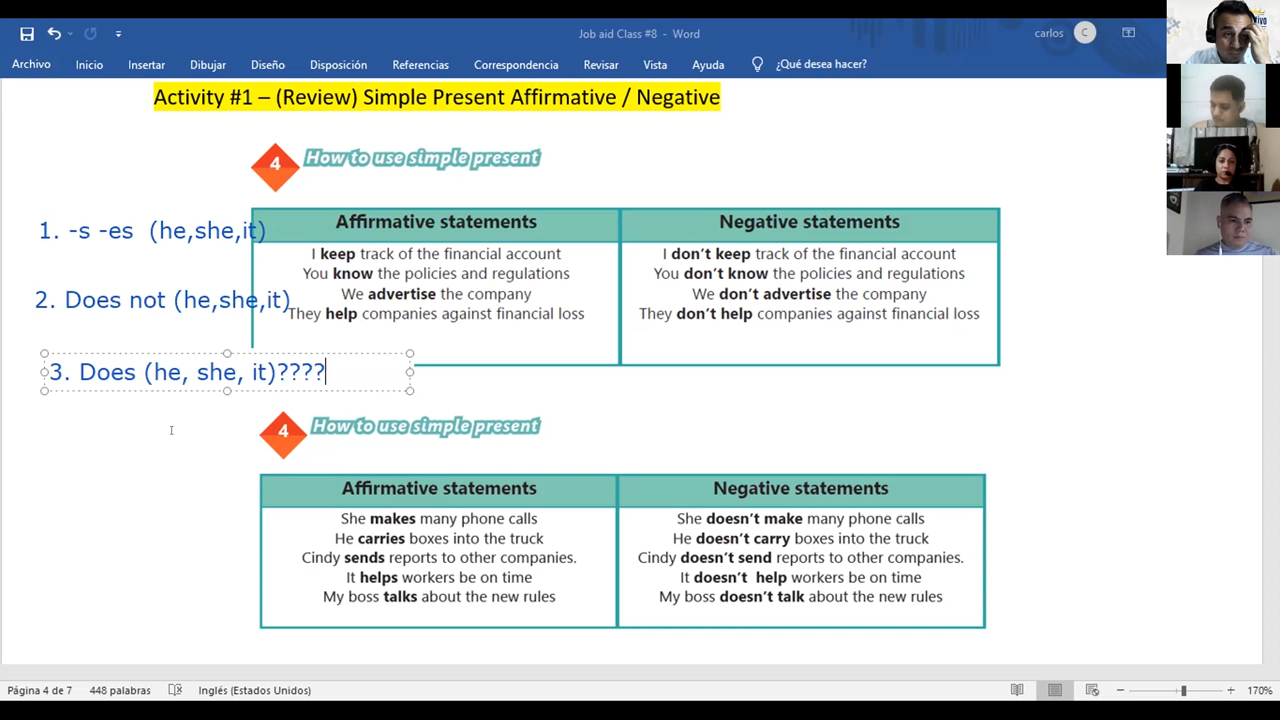 Job aid Class #8 - Word
carlos
C
Archivo Inicio Insertar Dibujar Diseño Disposición Referencias Correspondencia Revisar Vista Ayuda ¿Qué desea hacer?
Activity #1 – (Review) Simple Present Affirmative / Negative
4 How to use simple present
1. -s -es (he,she,it)
2. Does not (he,she,it)
3. Does (he, she, it)????
Affirmative statements
I keep track of the financial account
You know the policies and regulations
We advertise the company
They help companies against financial loss
Negative statements
I don’t keep track of the financial account
You don’t know the policies and regulations
We don’t advertise the company
They don’t help companies against financial loss
4 How to use simple present
Affirmative statements
She makes many phone calls
He carries boxes into the truck
Cindy sends reports to other companies.
It helps workers be on time
My boss talks about the new rules
Negative statements
She doesn’t make many phone calls
He doesn’t carry boxes into the truck
Cindy doesn’t send reports to other companies.
It doesn’t help workers be on time
My boss doesn’t talk about the new rules
Página 4 de 7 448 palabras Inglés (Estados Unidos) 170%